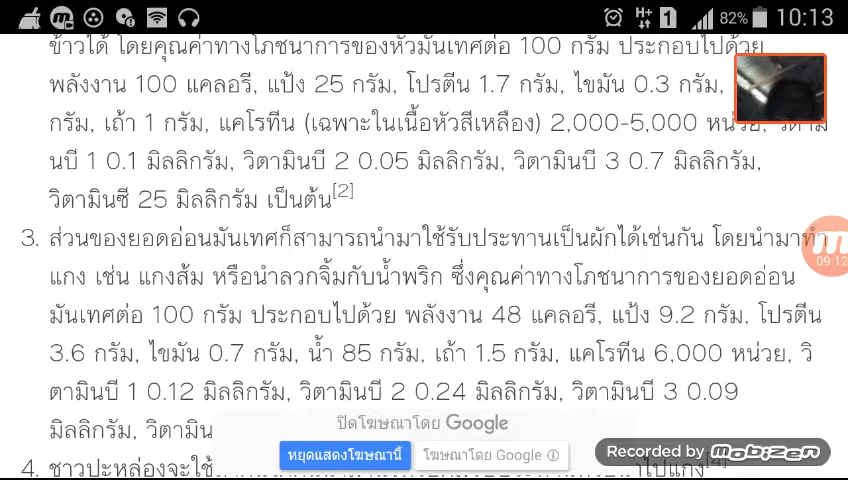 82% 10:13
ข้าวได้ โดยคุณค่าทางโภชนาการของหัวมันเทศต่อ 100 กรัม ประกอบไปด้วย
พลังงาน 100 แคลอรี, แป้ง 25 กรัม, โปรตีน 1.7 กรัม, ไขมัน 0.3 กรัม,
กรัม, เถ้า 1 กรัม, แคโรทีน (เฉพาะในเนื้อหัวสีเหลือง) 2,000-5,000 หน่วย, วิตามิ
นบี 1 0.1 มิลลิกรัม, วิตามินบี 2 0.05 มิลลิกรัม, วิตามินบี 3 0.7 มิลลิกรัม,
วิตามินซี 25 มิลลิกรัม เป็นต้น[2]
3. ส่วนของยอดอ่อนมันเทศก็สามารถนำมาใช้รับประทานเป็นผักได้เช่นกัน โดยนำมาทำ
แกง เช่น แกงส้ม หรือนำลวกจิ้มกับน้ำพริก ซึ่งคุณค่าทางโภชนาการของยอดอ่อน
มันเทศต่อ 100 กรัม ประกอบไปด้วย พลังงาน 48 แคลอรี, แป้ง 9.2 กรัม, โปรตีน
3.6 กรัม, ไขมัน 0.7 กรัม, น้ำ 85 กรัม, เถ้า 1.5 กรัม, แคโรทีน 6,000 หน่วย, วิ
ตามินบี 1 0.12 มิลลิกรัม, วิตามินบี 2 0.24 มิลลิกรัม, วิตามินบี 3 0.09
มิลลิกรัม, วิตามิน
09:12
ปิดโฆษณาโดย Google
หยุดแสดงโฆษณานี้ โฆษณาโดย Google
Recorded by Mobizen
4. ชาวปะหล่องจะใช้ นำไปแกง[4]